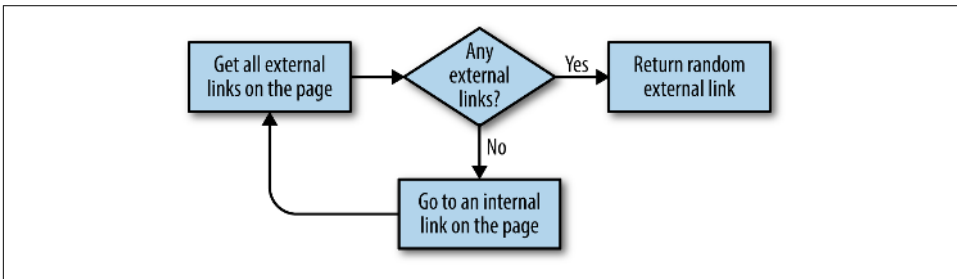 Get all external
links on the page
Any
external
links?
Yes
Return random
external link
No
Go to an internal
link on the page